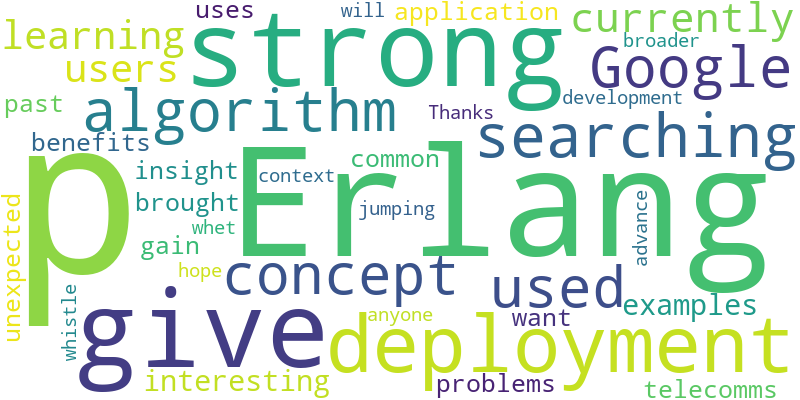 uses
will
application
currently
learning
strong
broader
users
Google
past
algorithm
Thanks
development
benefits
searching
p
Erlang
insight
context
common
brought
jumping
whet
advance
unexpected
gain
hope
concept
used
examples
whistle
give
anyone
want
deployment
interesting
problems
telecomms